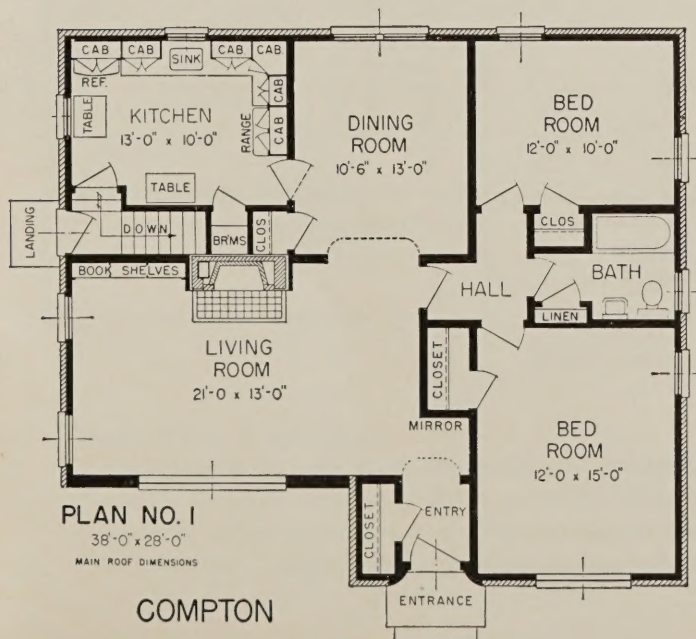 CAB
CAB
SINK
CAB
CAB.
REF.
TABLE
KITCHEN
13'-0" x 10'-0"
RANGE
CAB
CAB
TABLE
DINING
ROOM
10'-6" x 13'-0"
BED
ROOM
12'-0" x 10'-0"
LANDING
DOWN
BR'MS
CLOS
CLOS
BATH
HALL
LINEN
BOOK SHELVES
LIVING
ROOM
21'-0 x 13'-0"
CLOSET
MIRROR
BED
ROOM
12'-0 x 15'-0"
CLOSET
ENTRY
ENTRANCE
PLAN NO. 1
38'-0" x 28'-0"
MAIN ROOF DIMENSIONS
COMPTON